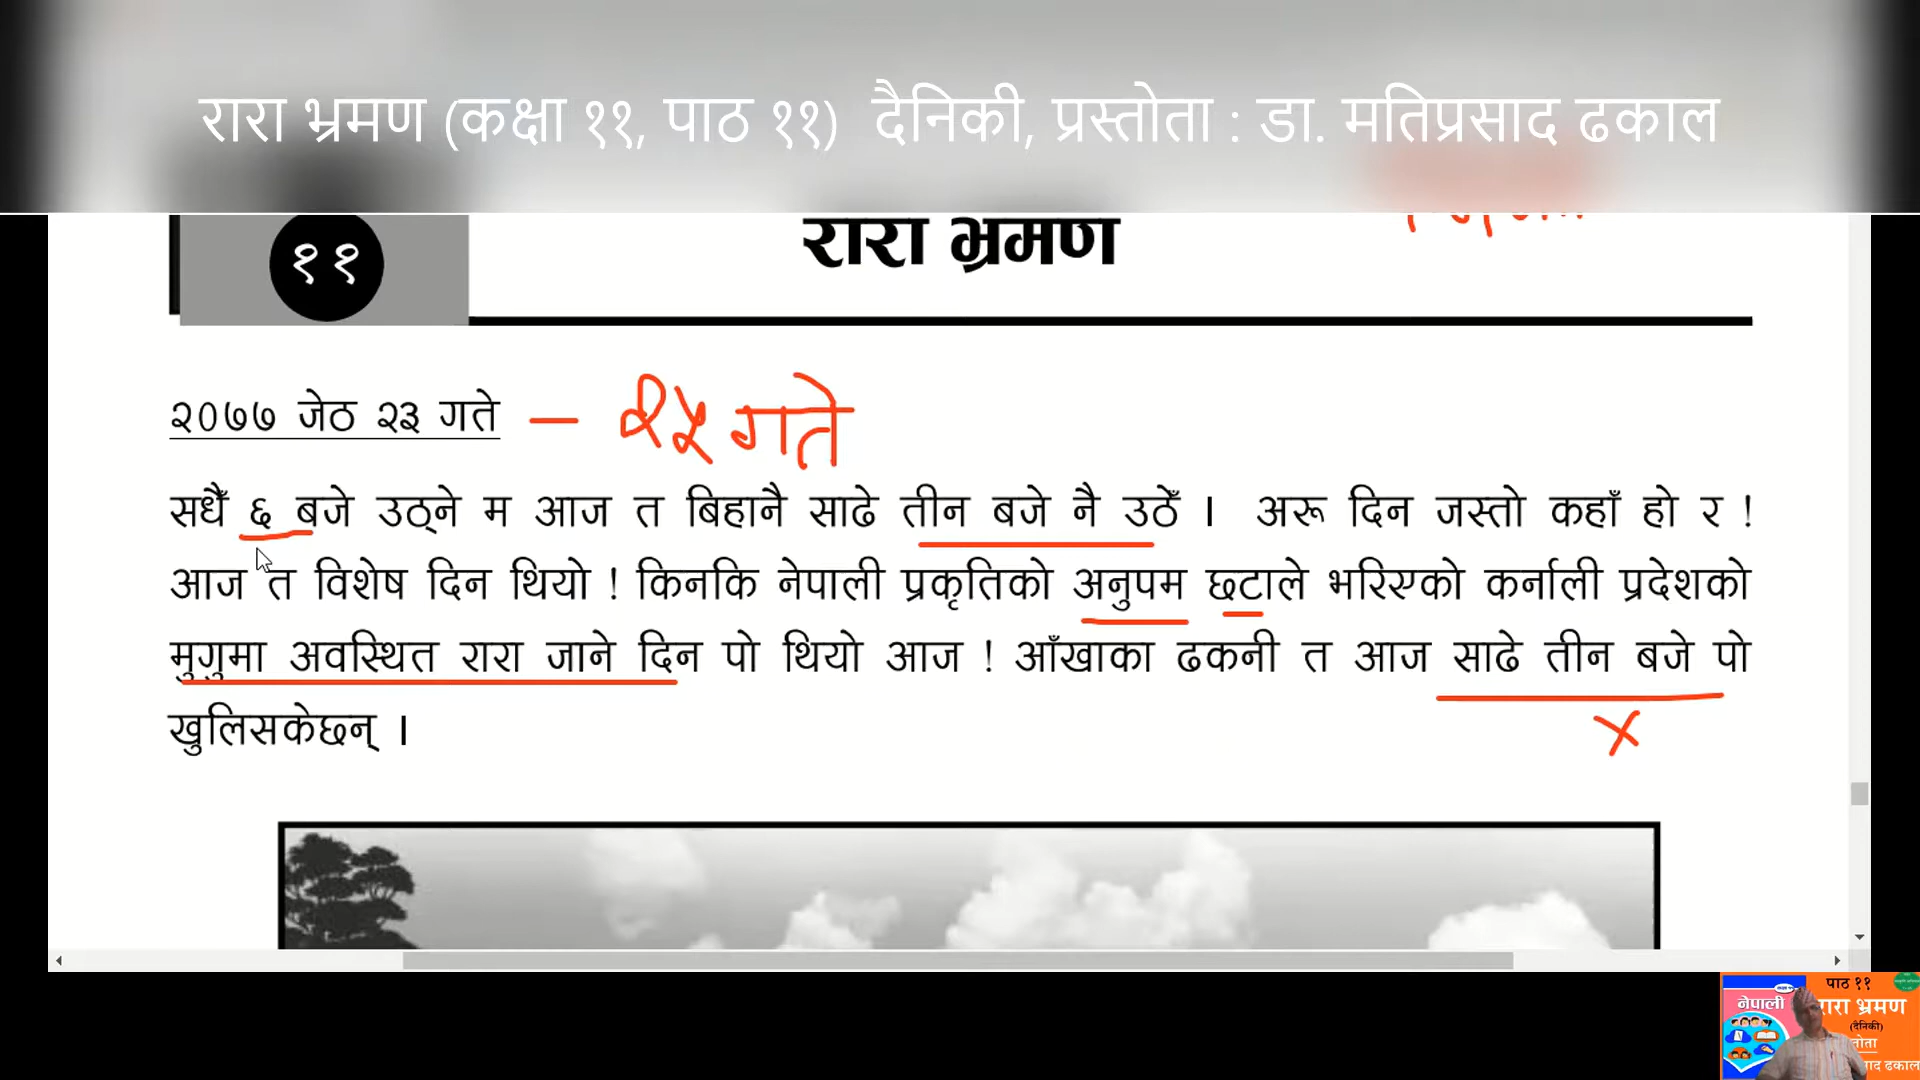 रारा भ्रमण (कक्षा ११, पाठ ११) दैनिकी, प्रस्तोता : डा. मतिप्रसाद ढकाल
११
रारा भ्रमण
२०७७ जेठ २३ गते – २५ गते
सधैँ ६ बजे उठ्ने म आज त बिहानै साढे तीन बजे नै उठेँ । अरू दिन जस्तो कहाँ हो र !
आज त विशेष दिन थियो ! किनकि नेपाली प्रकृतिको अनुपम छटाले भरिएको कर्नाली प्रदेशको
मुगुमा अवस्थित रारा जाने दिन पो थियो आज ! आँखाका ढकनी त आज साढे तीन बजे पो
खुलिसकेछन् ।
पाठ ११
नेपाली
रारा भ्रमण
(दैनिकी)
ढकाल